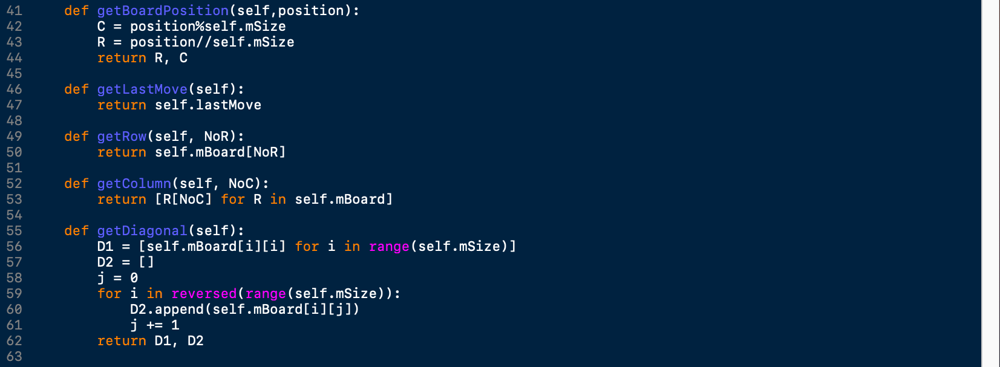 41     def getBoardPosition(self,position):
42         C = position%self.mSize
43         R = position//self.mSize
44         return R, C
45
46     def getLastMove(self):
47         return self.lastMove
48
49     def getRow(self, NoR):
50         return self.mBoard[NoR]
51
52     def getColumn(self, NoC):
53         return [R[NoC] for R in self.mBoard]
54
55     def getDiagonal(self):
56         D1 = [self.mBoard[i][i] for i in range(self.mSize)]
57         D2 = []
58         j = 0
59         for i in reversed(range(self.mSize)):
60             D2.append(self.mBoard[i][j])
61             j += 1
62         return D1, D2
63